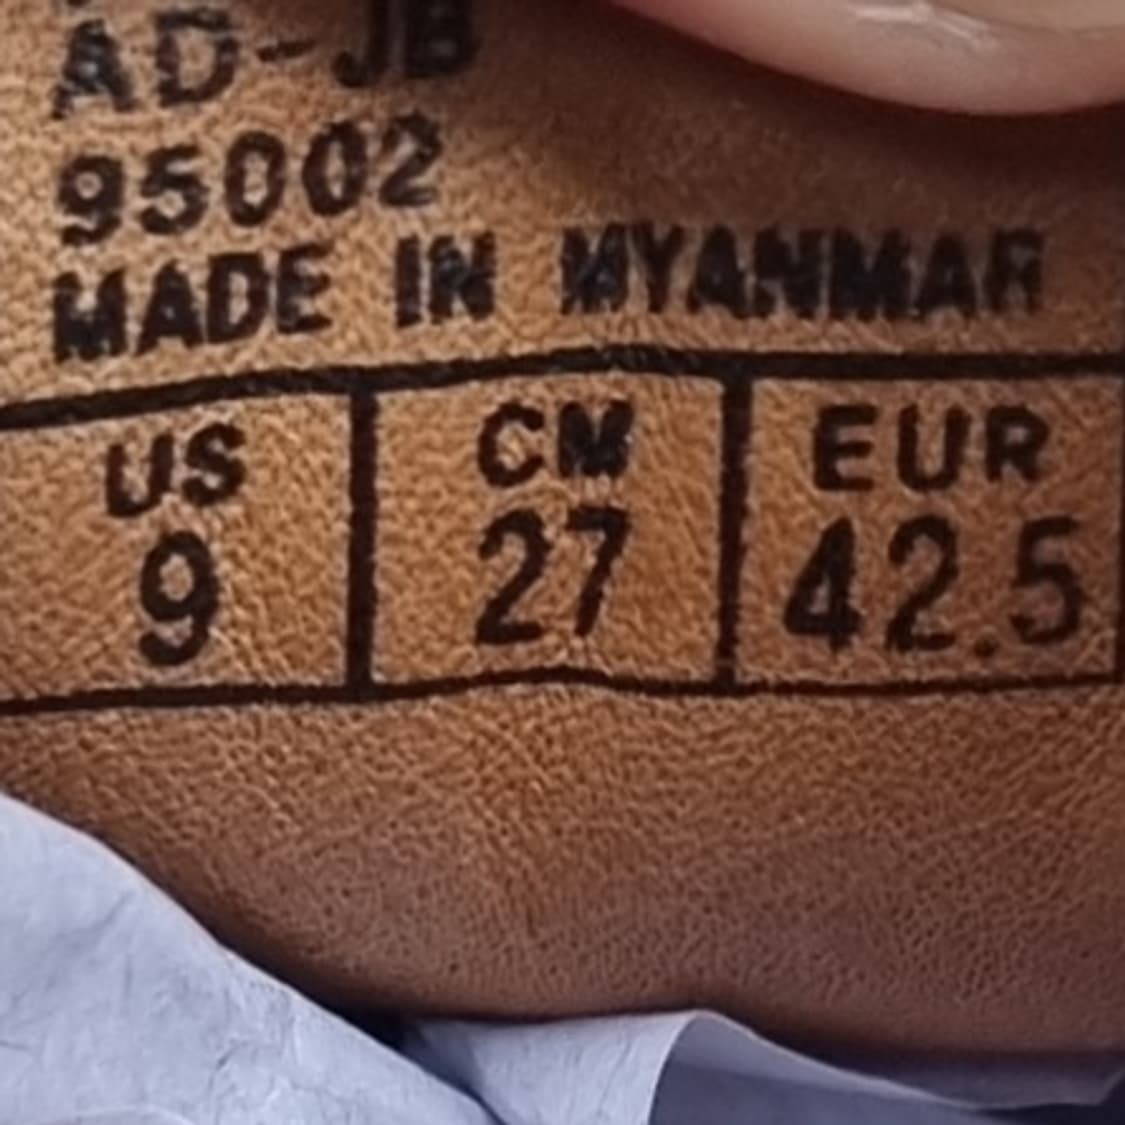 AD-JB
95002
MADE IN MYANMAR
US CM EUR
9 27 42.5